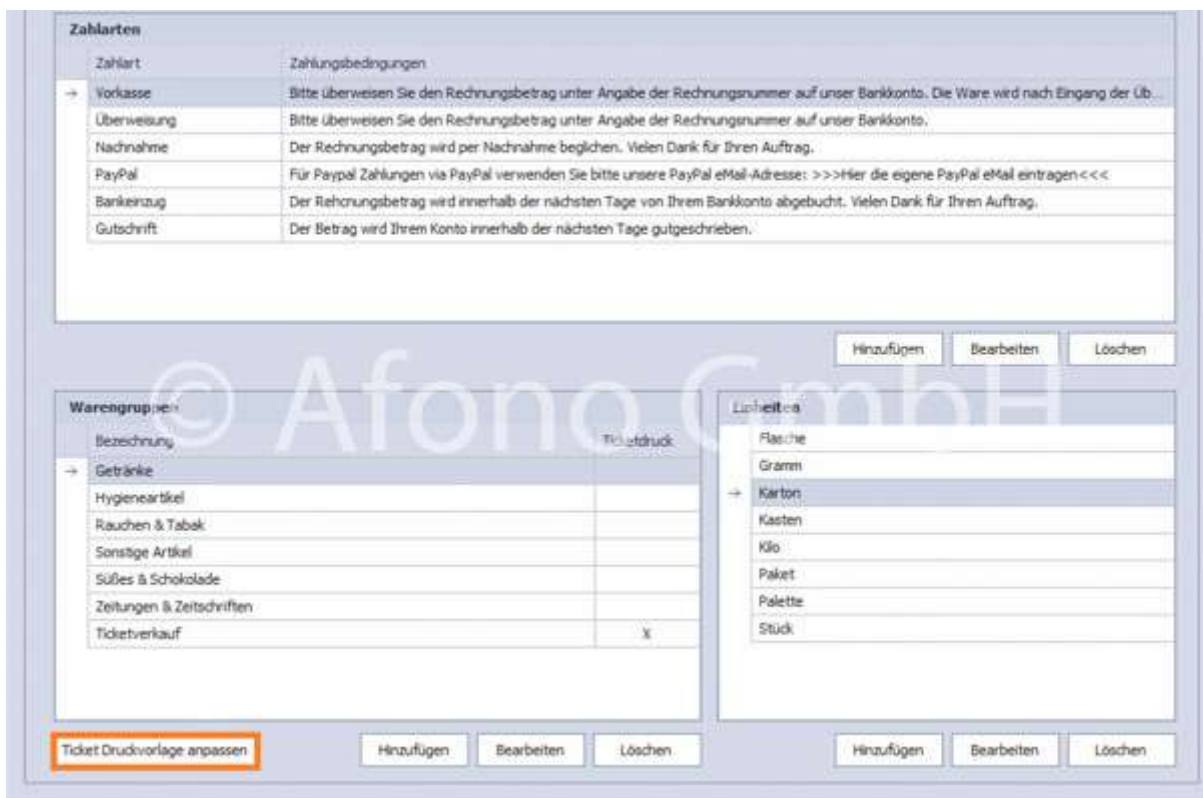 Zahlarten
Zahlart Zahlungsbedingungen
Vorkasse Bitte überweisen Sie den Rechnungsbetrag unter Angabe der Rechnungsnummer auf unser Bankkonto. Die Ware wird nach Eingang der Üb...
Überweisung Bitte überweisen Sie den Rechnungsbetrag unter Angabe der Rechnungsnummer auf unser Bankkonto.
Nachnahme Der Rechnungsbetrag wird per Nachnahme beglichen. Vielen Dank für Ihren Auftrag.
PayPal Für Paypal Zahlungen via PayPal verwenden Sie bitte unsere PayPal eMail-Adresse: >>>Hier die eigene PayPal eMail eintragen<<<
Bankeinzug Der Rehcnungsbetrag wird innerhalb der nächsten Tage von Ihrem Bankkonto abgebucht. Vielen Dank für Ihren Auftrag.
Gutschrift Der Betrag wird Ihrem Konto innerhalb der nächsten Tage gutgeschrieben.
Hinzufügen Bearbeiten Löschen
© Afono GmbH
Warengruppen
Bezeichnung Ticketdruck
Getränke
Hygieneartikel
Rauchen & Tabak
Sonstige Artikel
Süßes & Schokolade
Zeitungen & Zeitschriften
Ticketverkauf X
Ticket Druckvorlage anpassen Hinzufügen Bearbeiten Löschen
Einheiten
Flasche
Gramm
Karton
Kasten
Kilo
Paket
Palette
Stück
Hinzufügen Bearbeiten Löschen